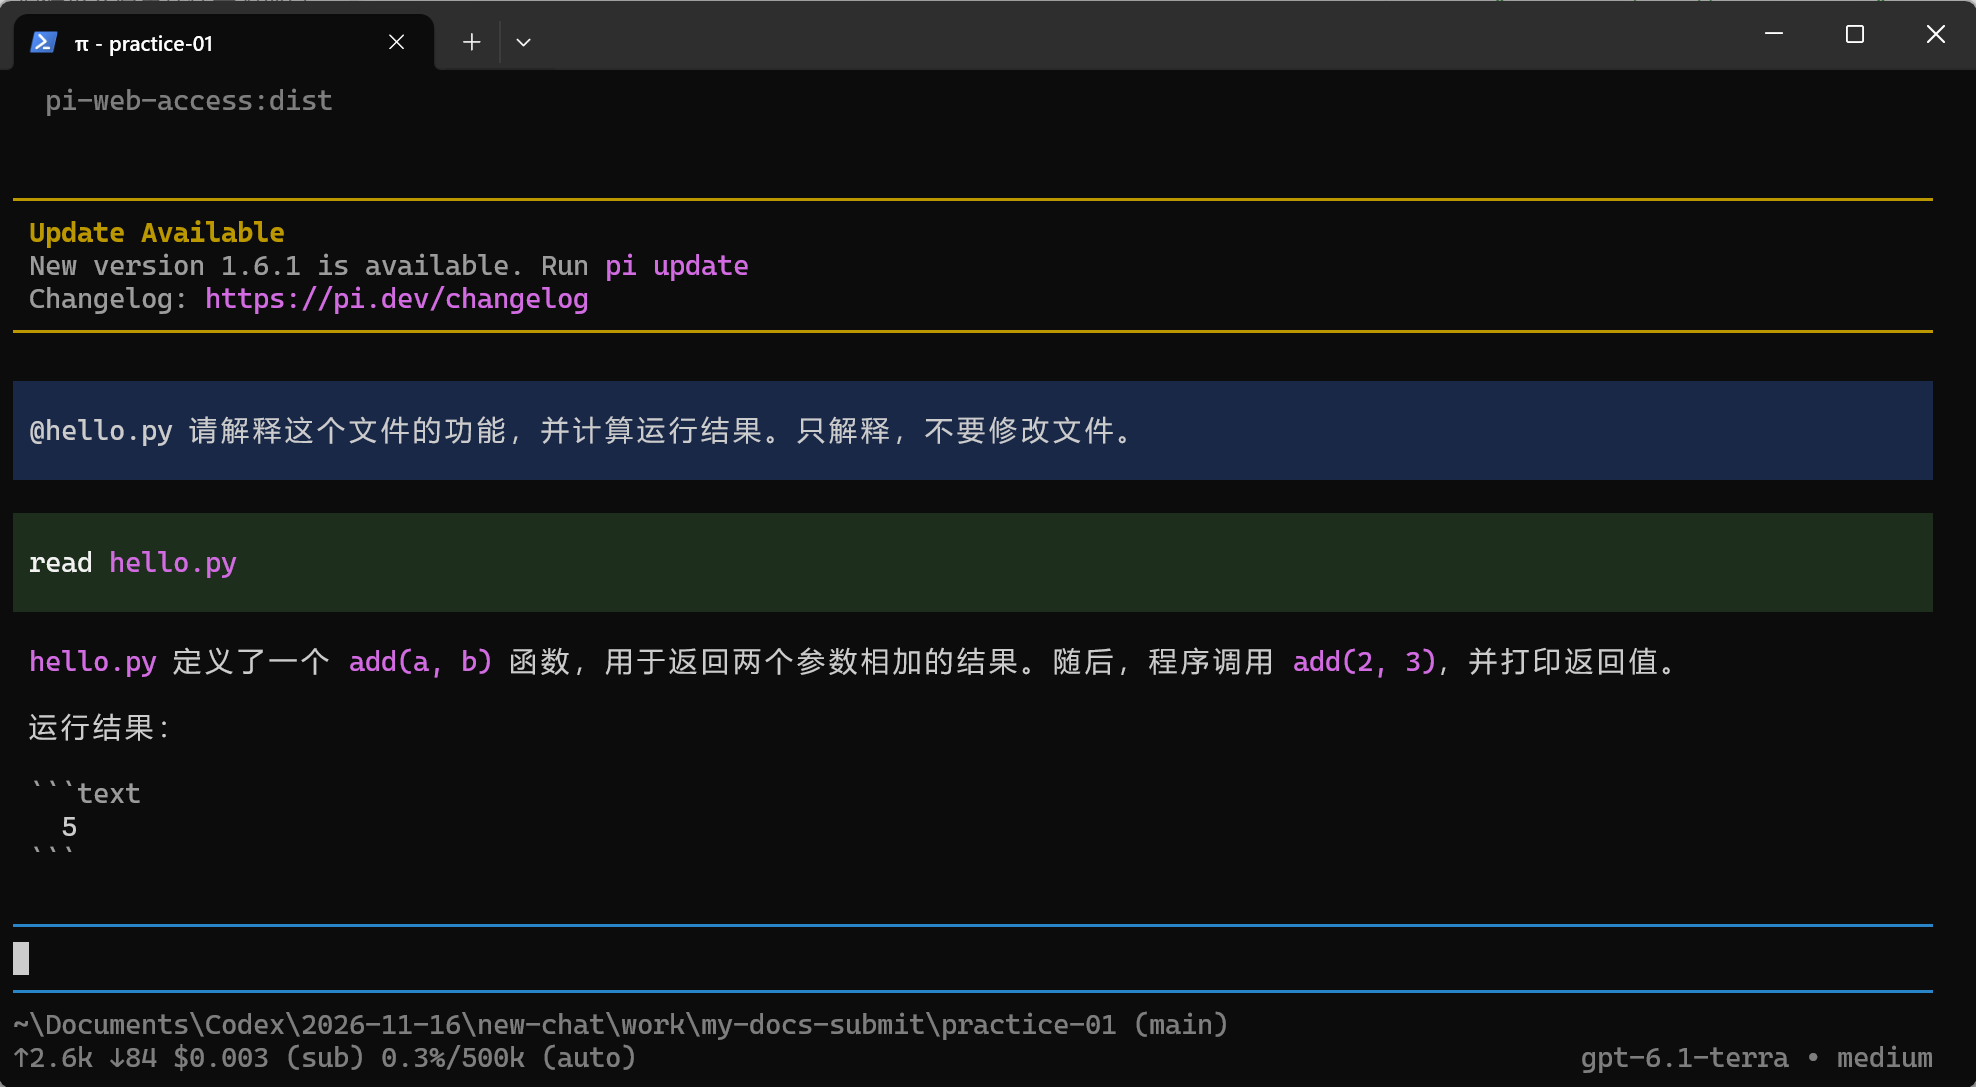 π - practice-01
pi-web-access:dist
Update Available
New version 1.6.1 is available. Run pi update
Changelog: https://pi.dev/changelog
@hello.py 请解释这个文件的功能，并计算运行结果。只解释，不要修改文件。
read hello.py
hello.py 定义了一个 add(a, b) 函数，用于返回两个参数相加的结果。随后，程序调用 add(2, 3)，并打印返回值。
运行结果：
```text
5
```
~\Documents\Codex\2026-11-16\new-chat\work\my-docs-submit\practice-01 (main)
↑2.6k ↓84 $0.003 (sub) 0.3%/500k (auto)
gpt-6.1-terra • medium